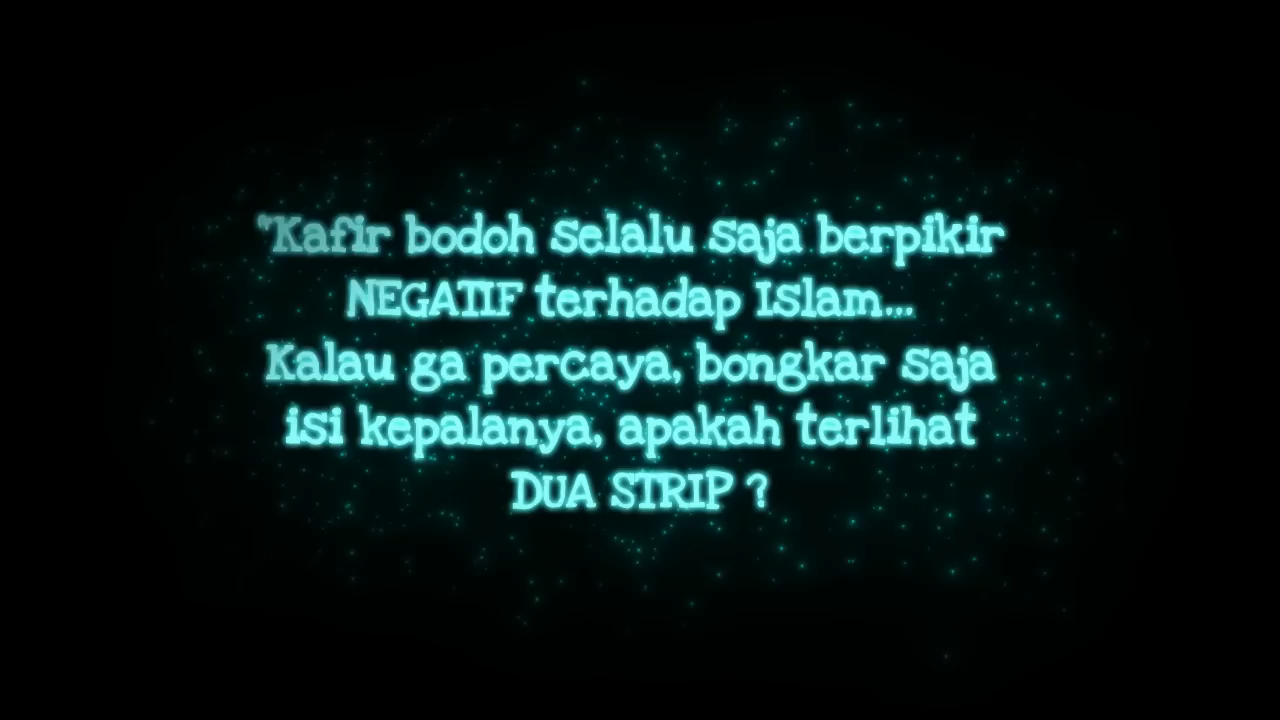 "Kafir bodoh selalu saja berpikir
NEGATIF terhadap Islam...
Kalau ga percaya, bongkar saja
isi kepalanya, apakah terlihat
DUA STRIP ?